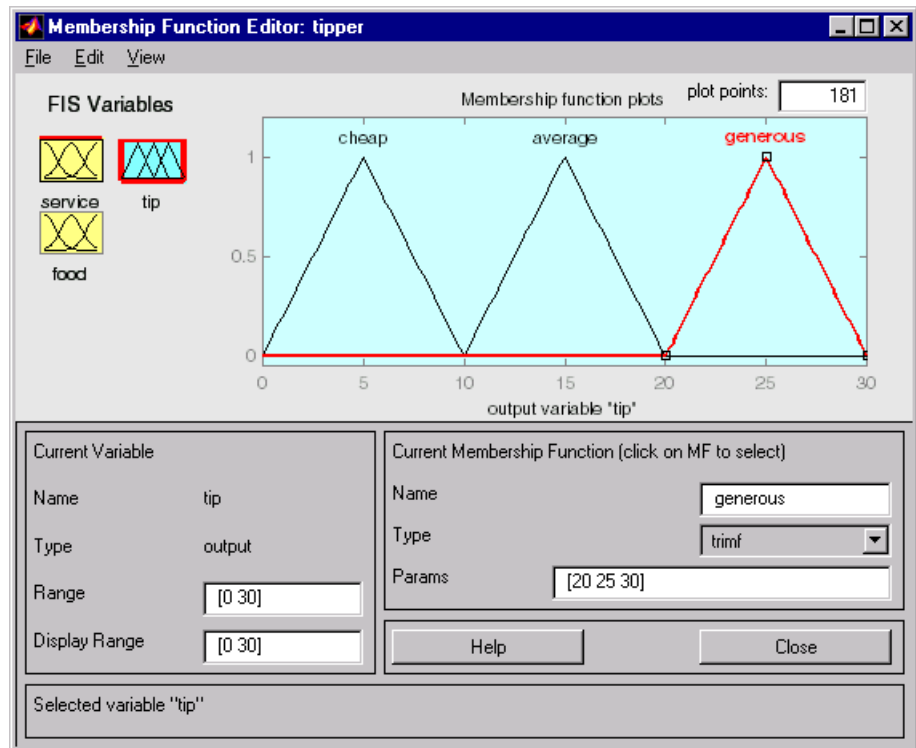 Membership Function Editor: tipper
File Edit View
FIS Variables
Membership function plots
plot points:
181
service
tip
food
cheap
average
generous
1
0.5
0
0 5 10 15 20 25 30
output variable "tip"
Current Variable
Name tip
Type output
Range [0 30]
Display Range [0 30]
Current Membership Function (click on MF to select)
Name generous
Type trimf
Params [20 25 30]
Help
Close
Selected variable "tip"